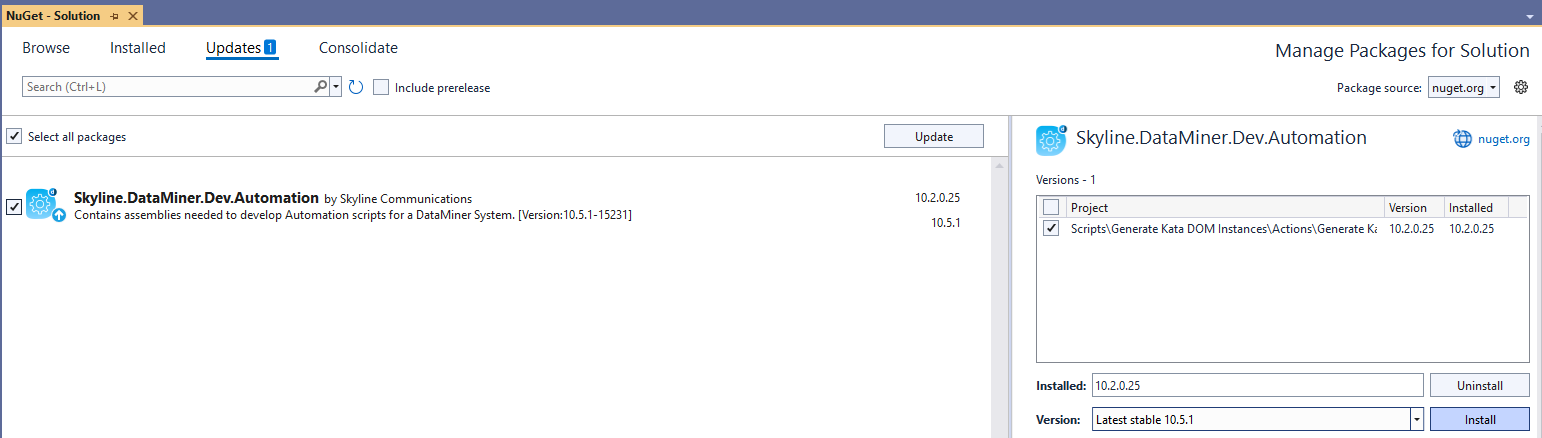 NuGet - Solution
Browse Installed Updates 1 Consolidate
Manage Packages for Solution
Search (Ctrl+L)
Include prerelease
Package source: nuget.org
Select all packages
Update
Skyline.DataMiner.Dev.Automation by Skyline Communications 10.2.0.25
Contains assemblies needed to develop Automation scripts for a DataMiner System. [Version:10.5.1-15231]
10.5.1
Skyline.DataMiner.Dev.Automation
nuget.org
Versions - 1
Project Version Installed
Scripts\Generate Kata DOM Instances\Actions\Generate Ka 10.2.0.25 10.2.0.25
Installed: 10.2.0.25 Uninstall
Version: Latest stable 10.5.1 Install